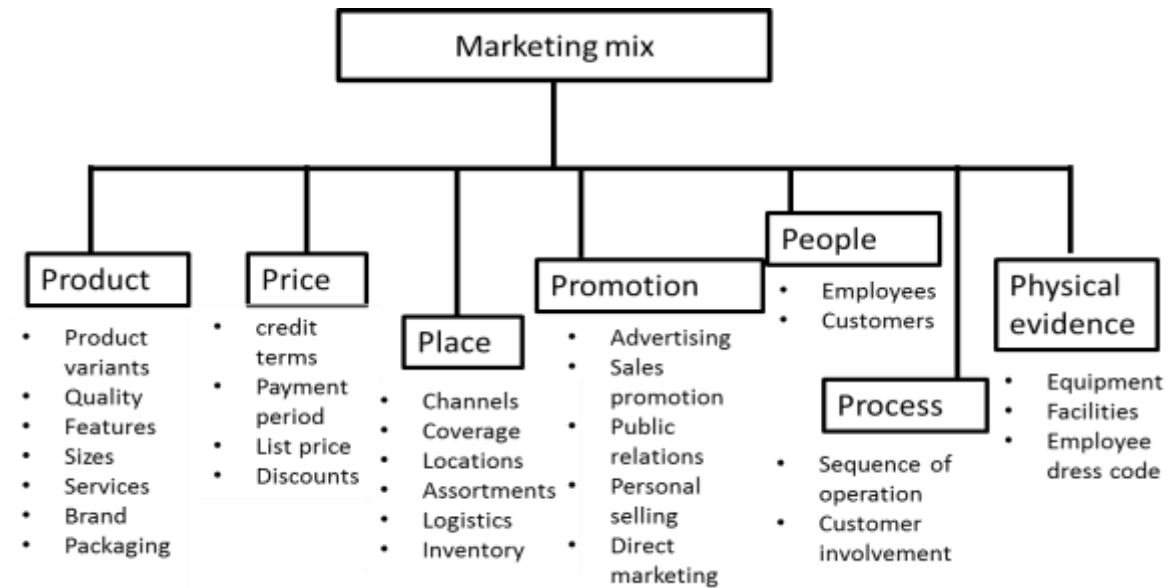 Marketing mix
Product
• Product
variants
• Quality
• Features
• Sizes
• Services
• Brand
• Packaging
Price
• credit
terms
• Payment
period
• List price
• Discounts
Place
• Channels
• Coverage
• Locations
• Assortments
• Logistics
• Inventory
Promotion
• Advertising
• Sales
promotion
• Public
relations
• Personal
selling
• Direct
marketing
People
• Employees
• Customers
Process
• Sequence of
operation
• Customer
involvement
Physical
evidence
• Equipment
• Facilities
• Employee
dress code